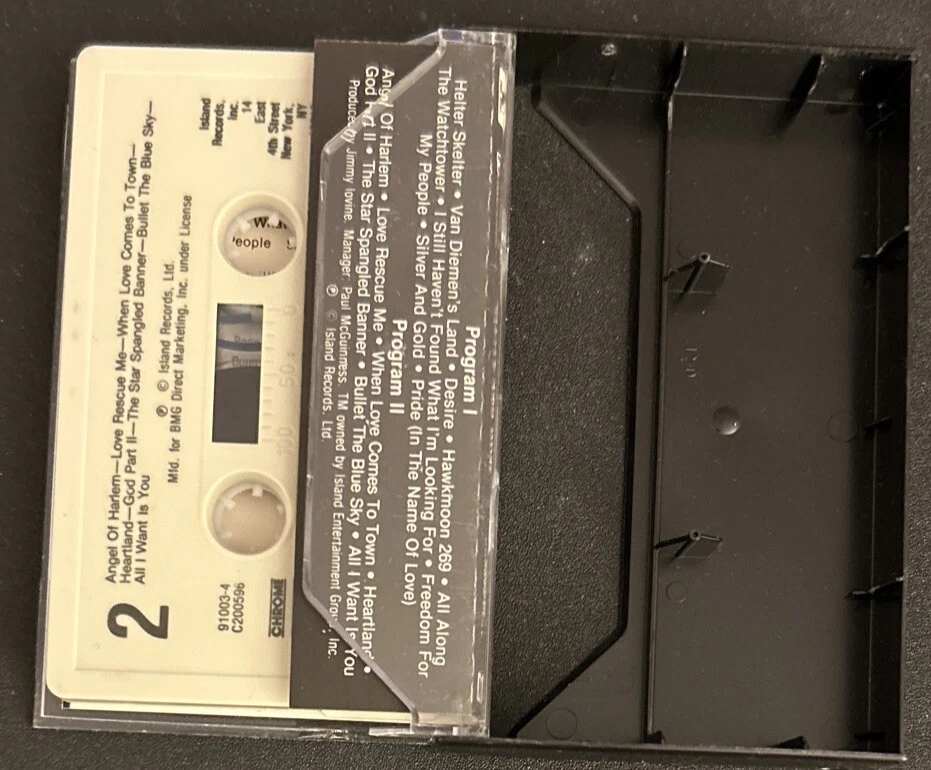 Angel Of Harlem—Love Rescue Me—When Love Comes To Town—
Heartland—God Part II—The Star Spangled Banner—Bullet The Blue Sky—
All I Want Is You
2
℗ © Island Records, Ltd.
Mfd. for BMG Direct Marketing, Inc. under License
Island
Records,
Inc.
14
East
4th Street
New York,
NY
'eople
91003-4
C200596
CHROME
100
50
0
Program I
Helter Skelter • Van Diemen's Land • Desire • Hawkmoon 269 • All Along
The Watchtower • I Still Haven't Found What I'm Looking For • Freedom For
My People • Silver And Gold • Pride (In The Name Of Love)
Program II
Angel Of Harlem • Love Rescue Me • When Love Comes To Town • Heartland •
God Part II • The Star Spangled Banner • Bullet The Blue Sky • All I Want Is You
Produced by Jimmy Iovine. Manager: Paul McGuinness. TM owned by Island Entertainment Group, Inc.
℗ © Island Records, Ltd.